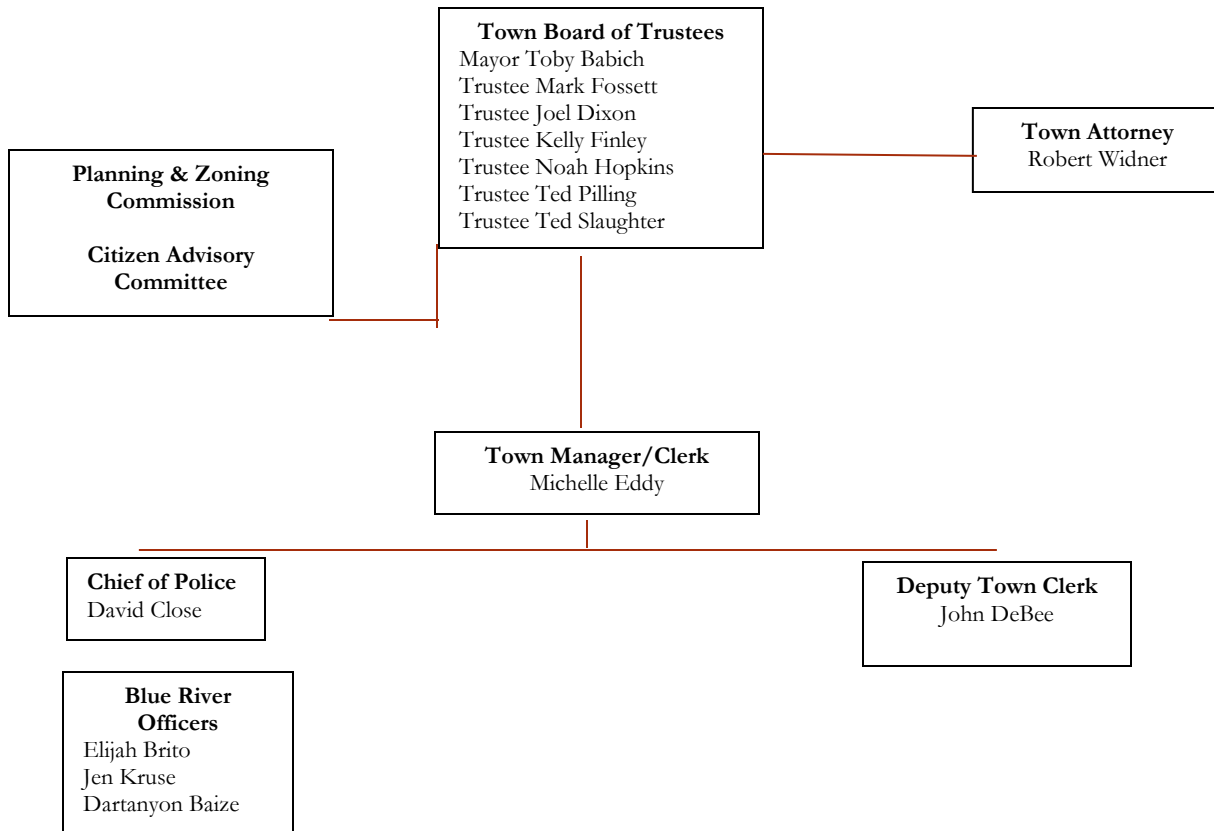 Town Board of Trustees
Mayor Toby Babich
Trustee Mark Fossett
Trustee Joel Dixon
Trustee Kelly Finley
Trustee Noah Hopkins
Trustee Ted Pilling
Trustee Ted Slaughter
Town Attorney
Robert Widner
Planning & Zoning
Commission
Citizen Advisory
Committee
Town Manager/Clerk
Michelle Eddy
Chief of Police
David Close
Deputy Town Clerk
John DeBee
Blue River
Officers
Elijah Brito
Jen Kruse
Dartanyon Baize